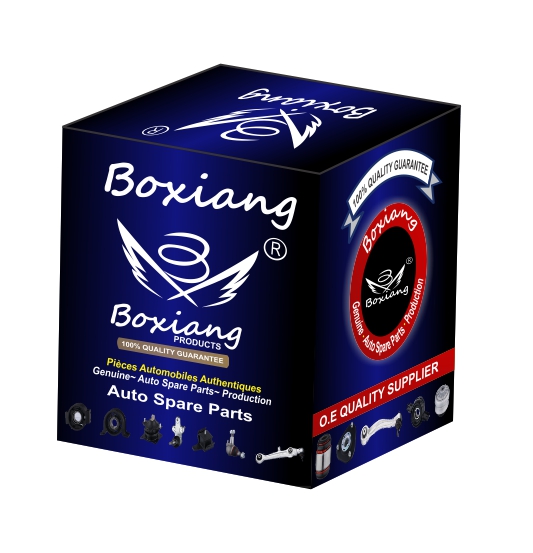 Boxiang
®
Boxiang
®
Boxiang
PRODUCTS
100% QUALITY GUARANTEE
Pièces Automobiles Authentiques
Genuine~ Auto Spare Parts~ Production
Auto Spare Parts
100% QUALITY GUARANTEE
Boxiang
®
Boxiang
Genuine · Auto Spare Parts · Production
O.E QUALITY SUPPLIER